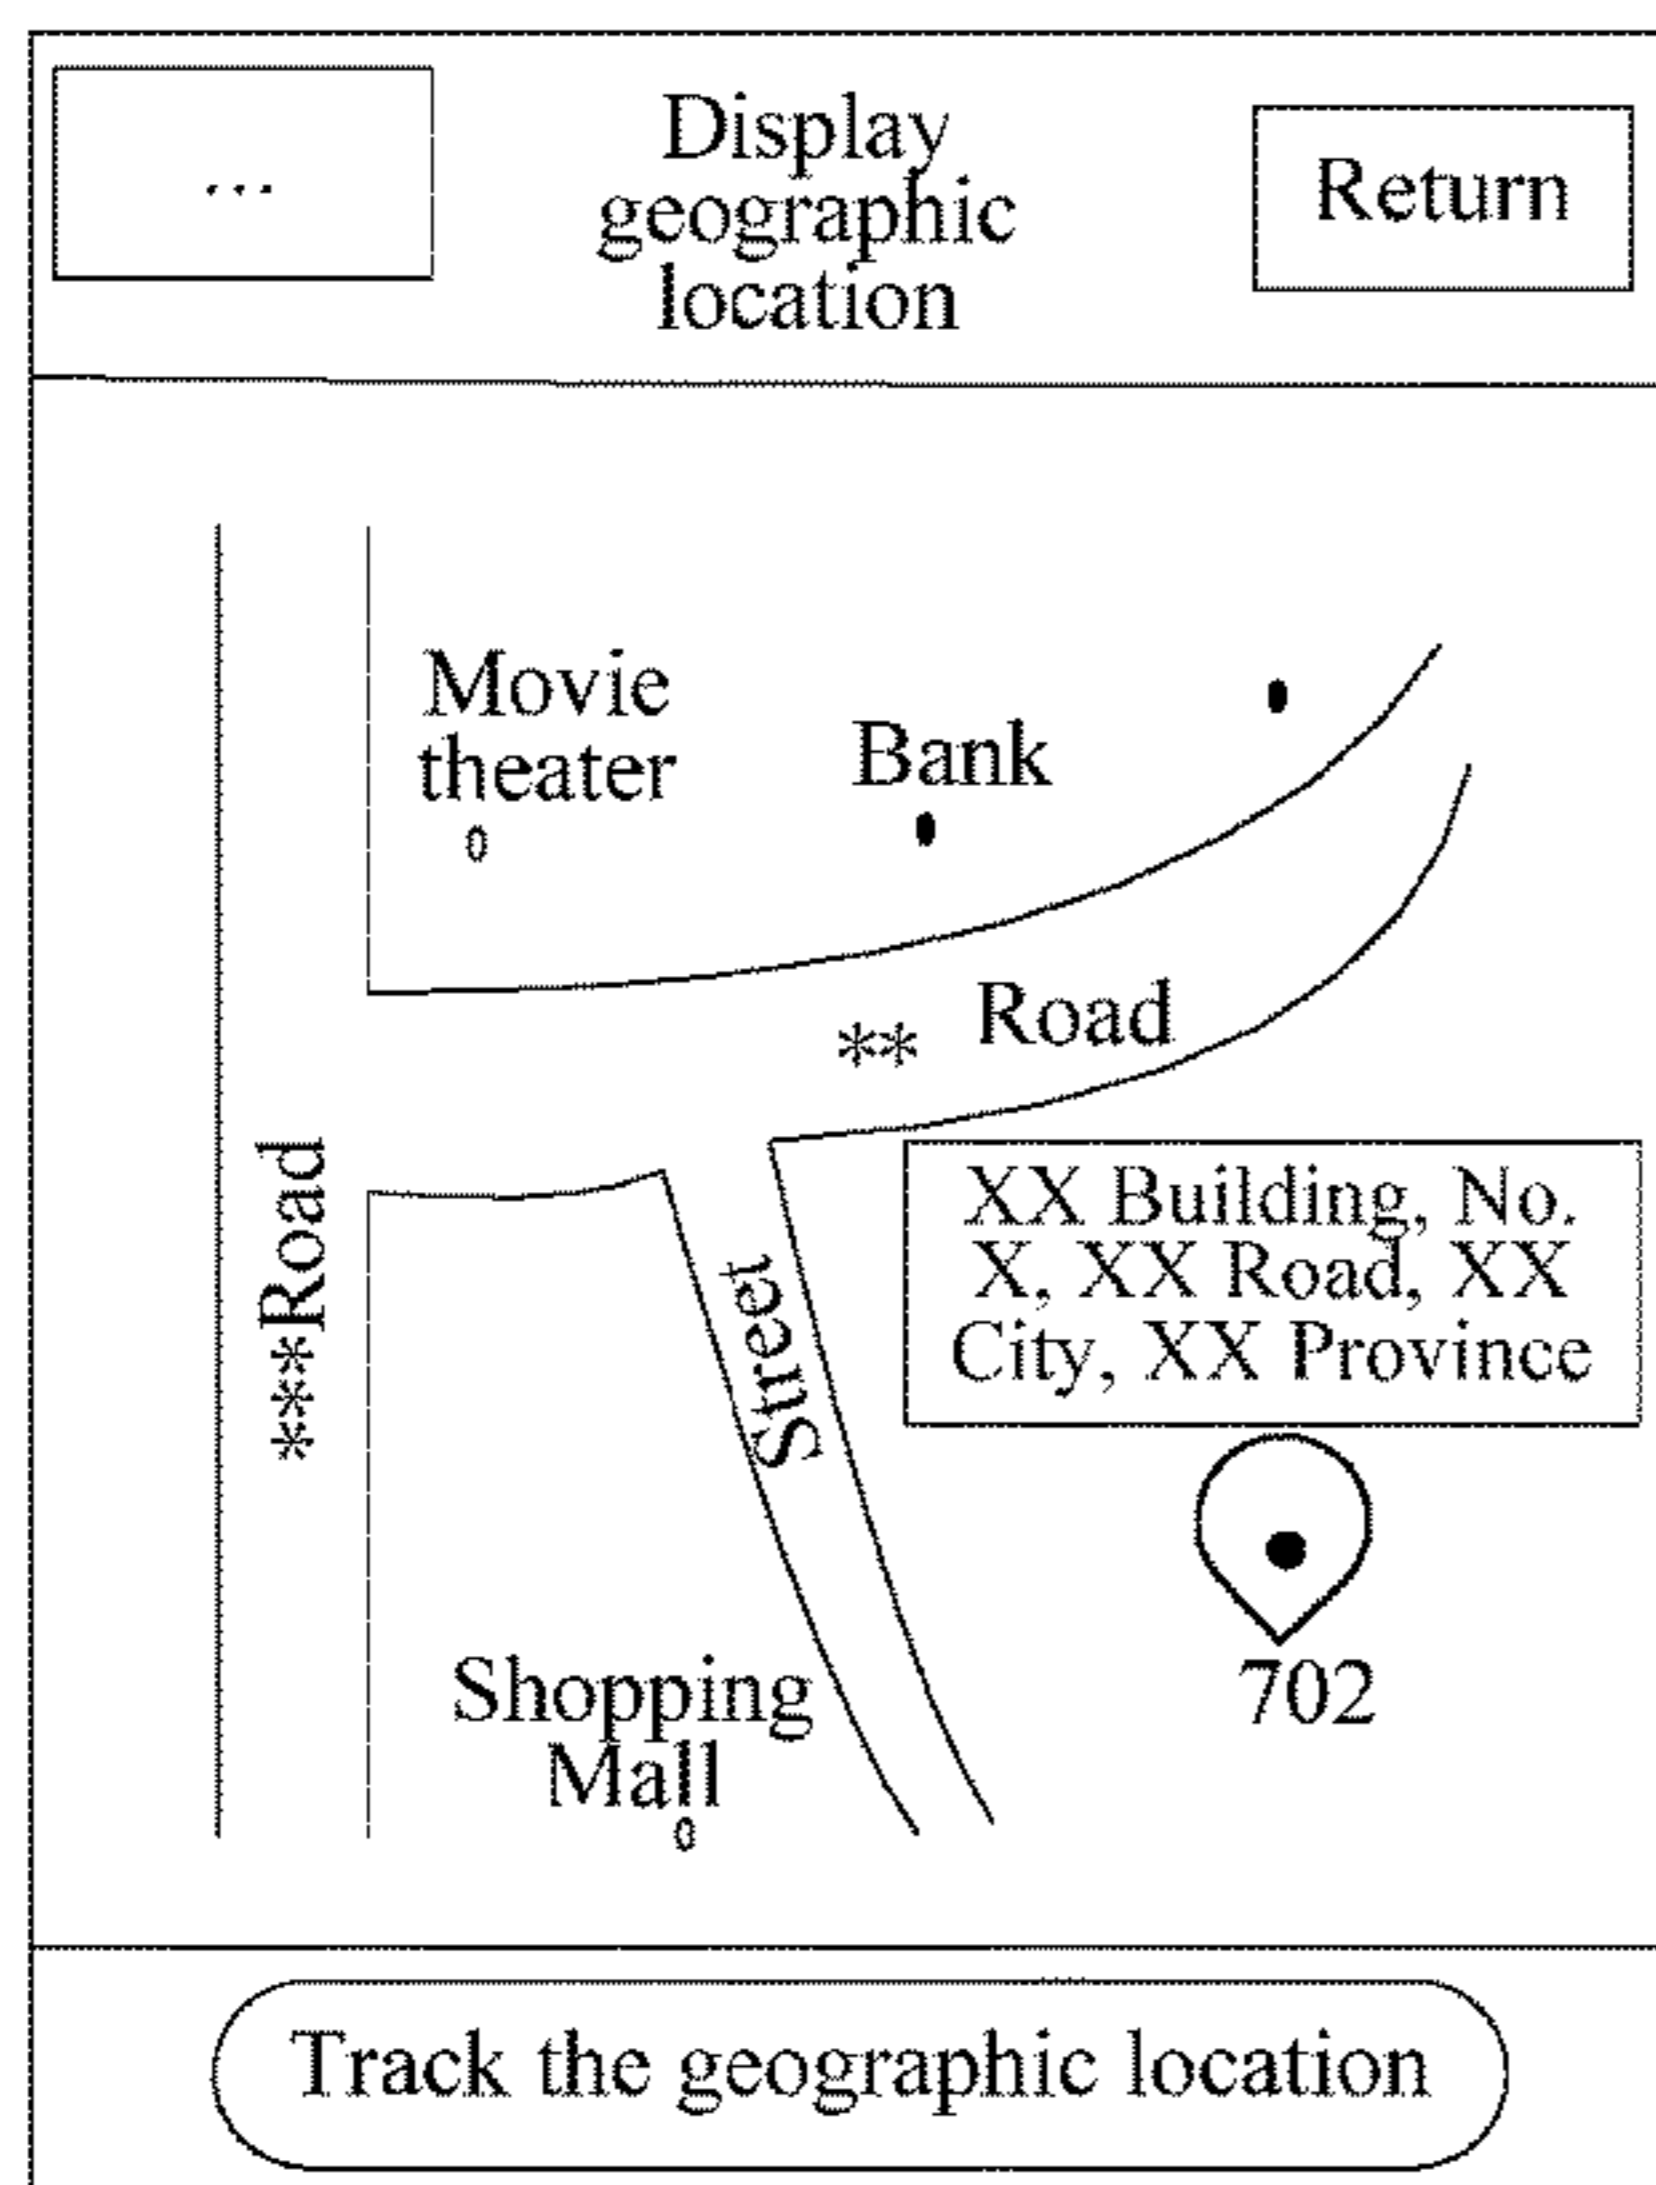 ...
Display
geographic
location
Return
Movie
theater
Bank
** Road
***Road
Street
XX Building, No.
X, XX Road, XX
City, XX Province
702
Shopping
Mall
Track the geographic location